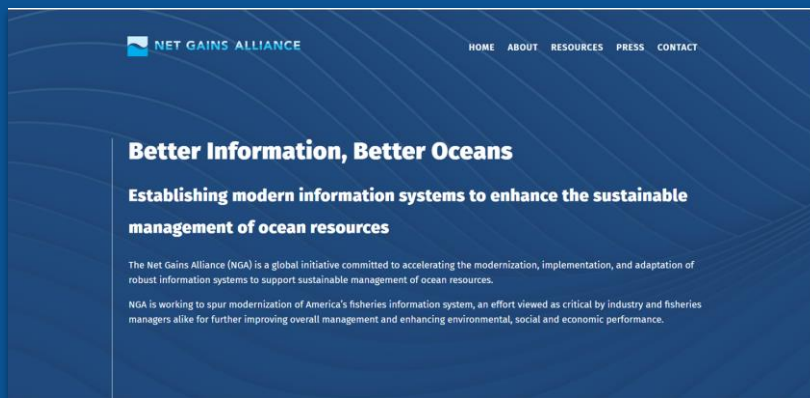 NET GAINS ALLIANCE
HOME ABOUT RESOURCES PRESS CONTACT
Better Information, Better Oceans
Establishing modern information systems to enhance the sustainable
management of ocean resources
The Net Gains Alliance (NGA) is a global initiative committed to accelerating the modernization, implementation, and adaptation of
robust information systems to support sustainable management of ocean resources.
NGA is working to spur modernization of America's fisheries information system, an effort viewed as critical by industry and fisheries
managers alike for further improving overall management and enhancing environmental, social and economic performance.